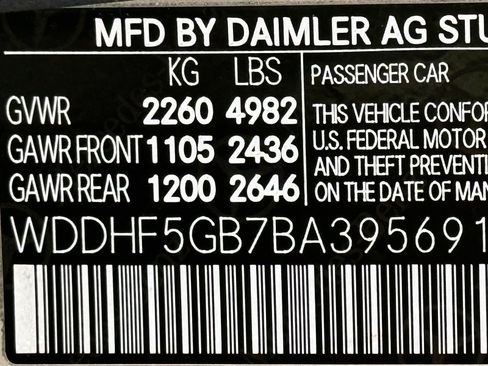 MFD BY DAIMLER AG STU
KG LBS PASSENGER CAR
GVWR 2260 4982 THIS VEHICLE CONFOR
GAWR FRONT 1105 2436 U.S. FEDERAL MOTOR
AND THEFT PREVENTI
GAWR REAR 1200 2646 ON THE DATE OF MAN
WDDHF5GB7BA395691